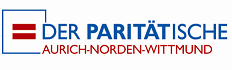 DER PARITÄTISCHE
AURICH-NORDEN-WITTMUND